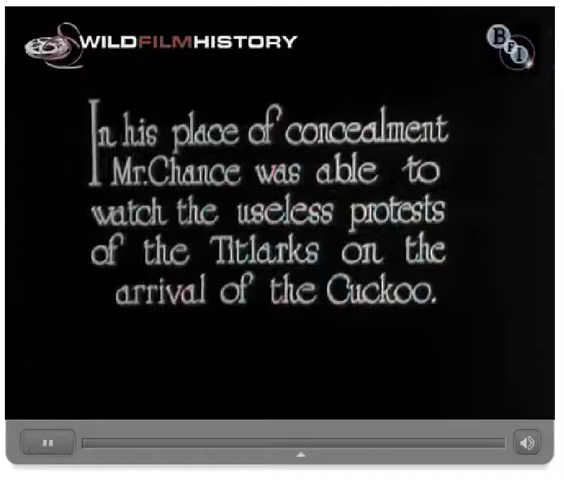 WILDFILMHISTORY
BFI
In his place of concealment
Mr.Chance was able to
watch the useless protests
of the Titlarks on the
arrival of the Cuckoo.